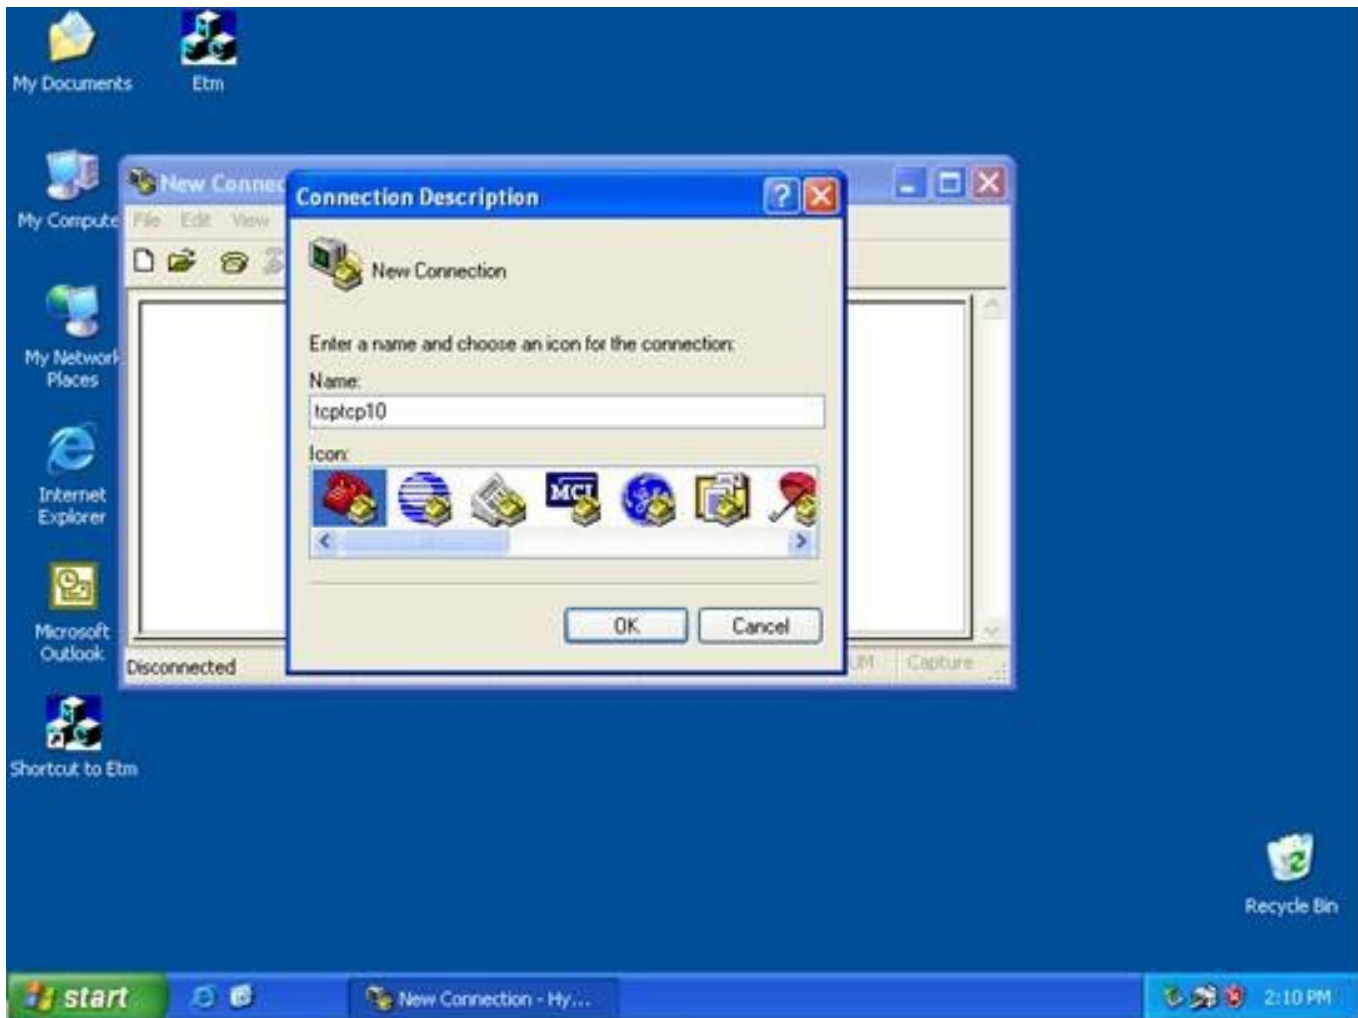 My Documents
Etm
My Compute
My Network
Places
Internet
Explorer
Microsoft
Outlook
Shortcut to Etm
New Connec
File Edit View
Disconnected
UM Capture
Connection Description
New Connection
Enter a name and choose an icon for the connection:
Name:
tcptcp10
Icon:
MCI
OK Cancel
Recycle Bin
start
New Connection - Hy...
2:10 PM